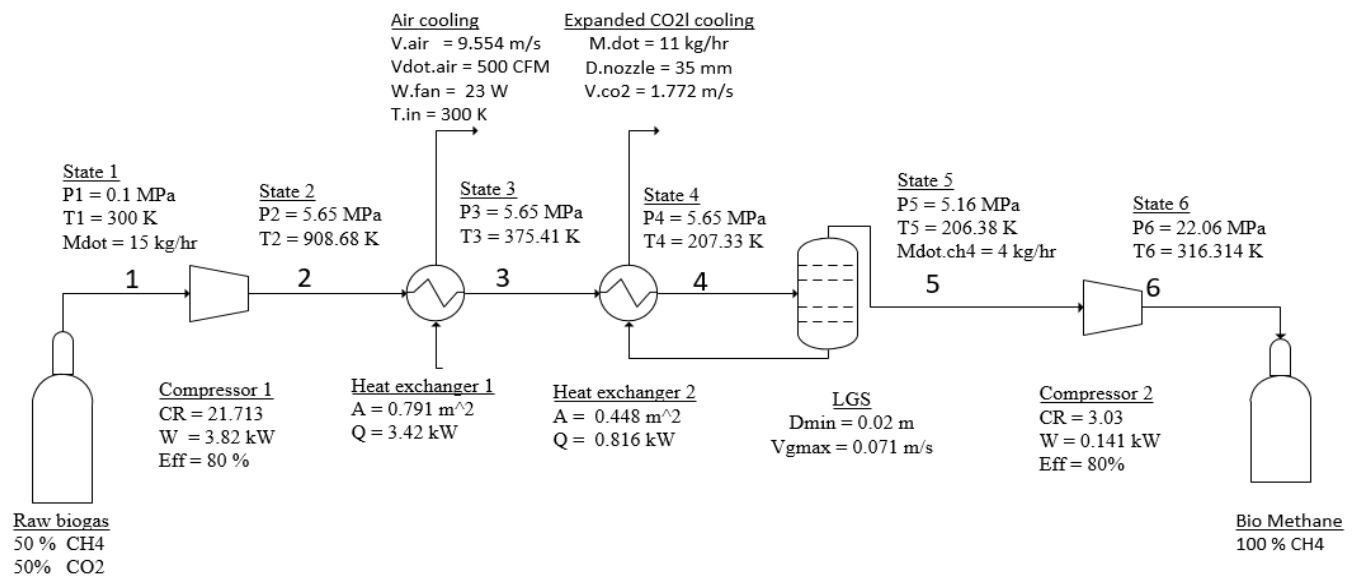 Air cooling
V.air = 9.554 m/s
Vdot.air = 500 CFM
W.fan = 23 W
T.in = 300 K
Expanded CO2l cooling
M.dot = 11 kg/hr
D.nozzle = 35 mm
V.co2 = 1.772 m/s
State 1
P1 = 0.1 MPa
T1 = 300 K
Mdot = 15 kg/hr
State 2
P2 = 5.65 MPa
T2 = 908.68 K
State 3
P3 = 5.65 MPa
T3 = 375.41 K
State 4
P4 = 5.65 MPa
T4 = 207.33 K
State 5
P5 = 5.16 MPa
T5 = 206.38 K
Mdot.ch4 = 4 kg/hr
State 6
P6 = 22.06 MPa
T6 = 316.314 K
1
2
3
4
5
6
Compressor 1
CR = 21.713
W = 3.82 kW
Eff = 80 %
Heat exchanger 1
A = 0.791 m^2
Q = 3.42 kW
Heat exchanger 2
A = 0.448 m^2
Q = 0.816 kW
LGS
Dmin = 0.02 m
Vgmax = 0.071 m/s
Compressor 2
CR = 3.03
W = 0.141 kW
Eff = 80%
Raw biogas
50 % CH4
50% CO2
Bio Methane
100 % CH4